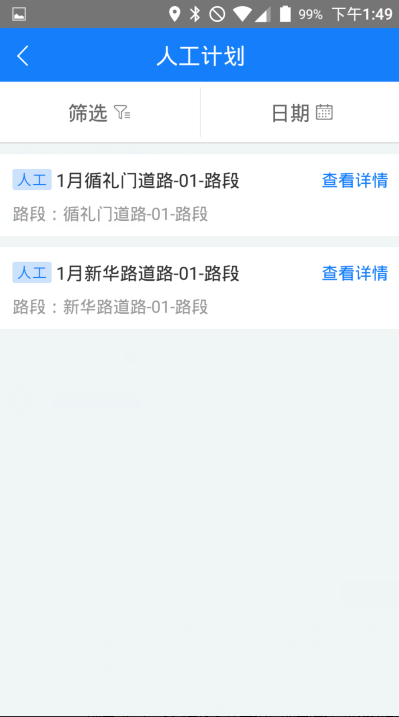 99% 下午1:49
人工计划
筛选 日期
人工 1月循礼门道路-01-路段 查看详情
路段：循礼门道路-01-路段
人工 1月新华路道路-01-路段 查看详情
路段：新华路道路-01-路段